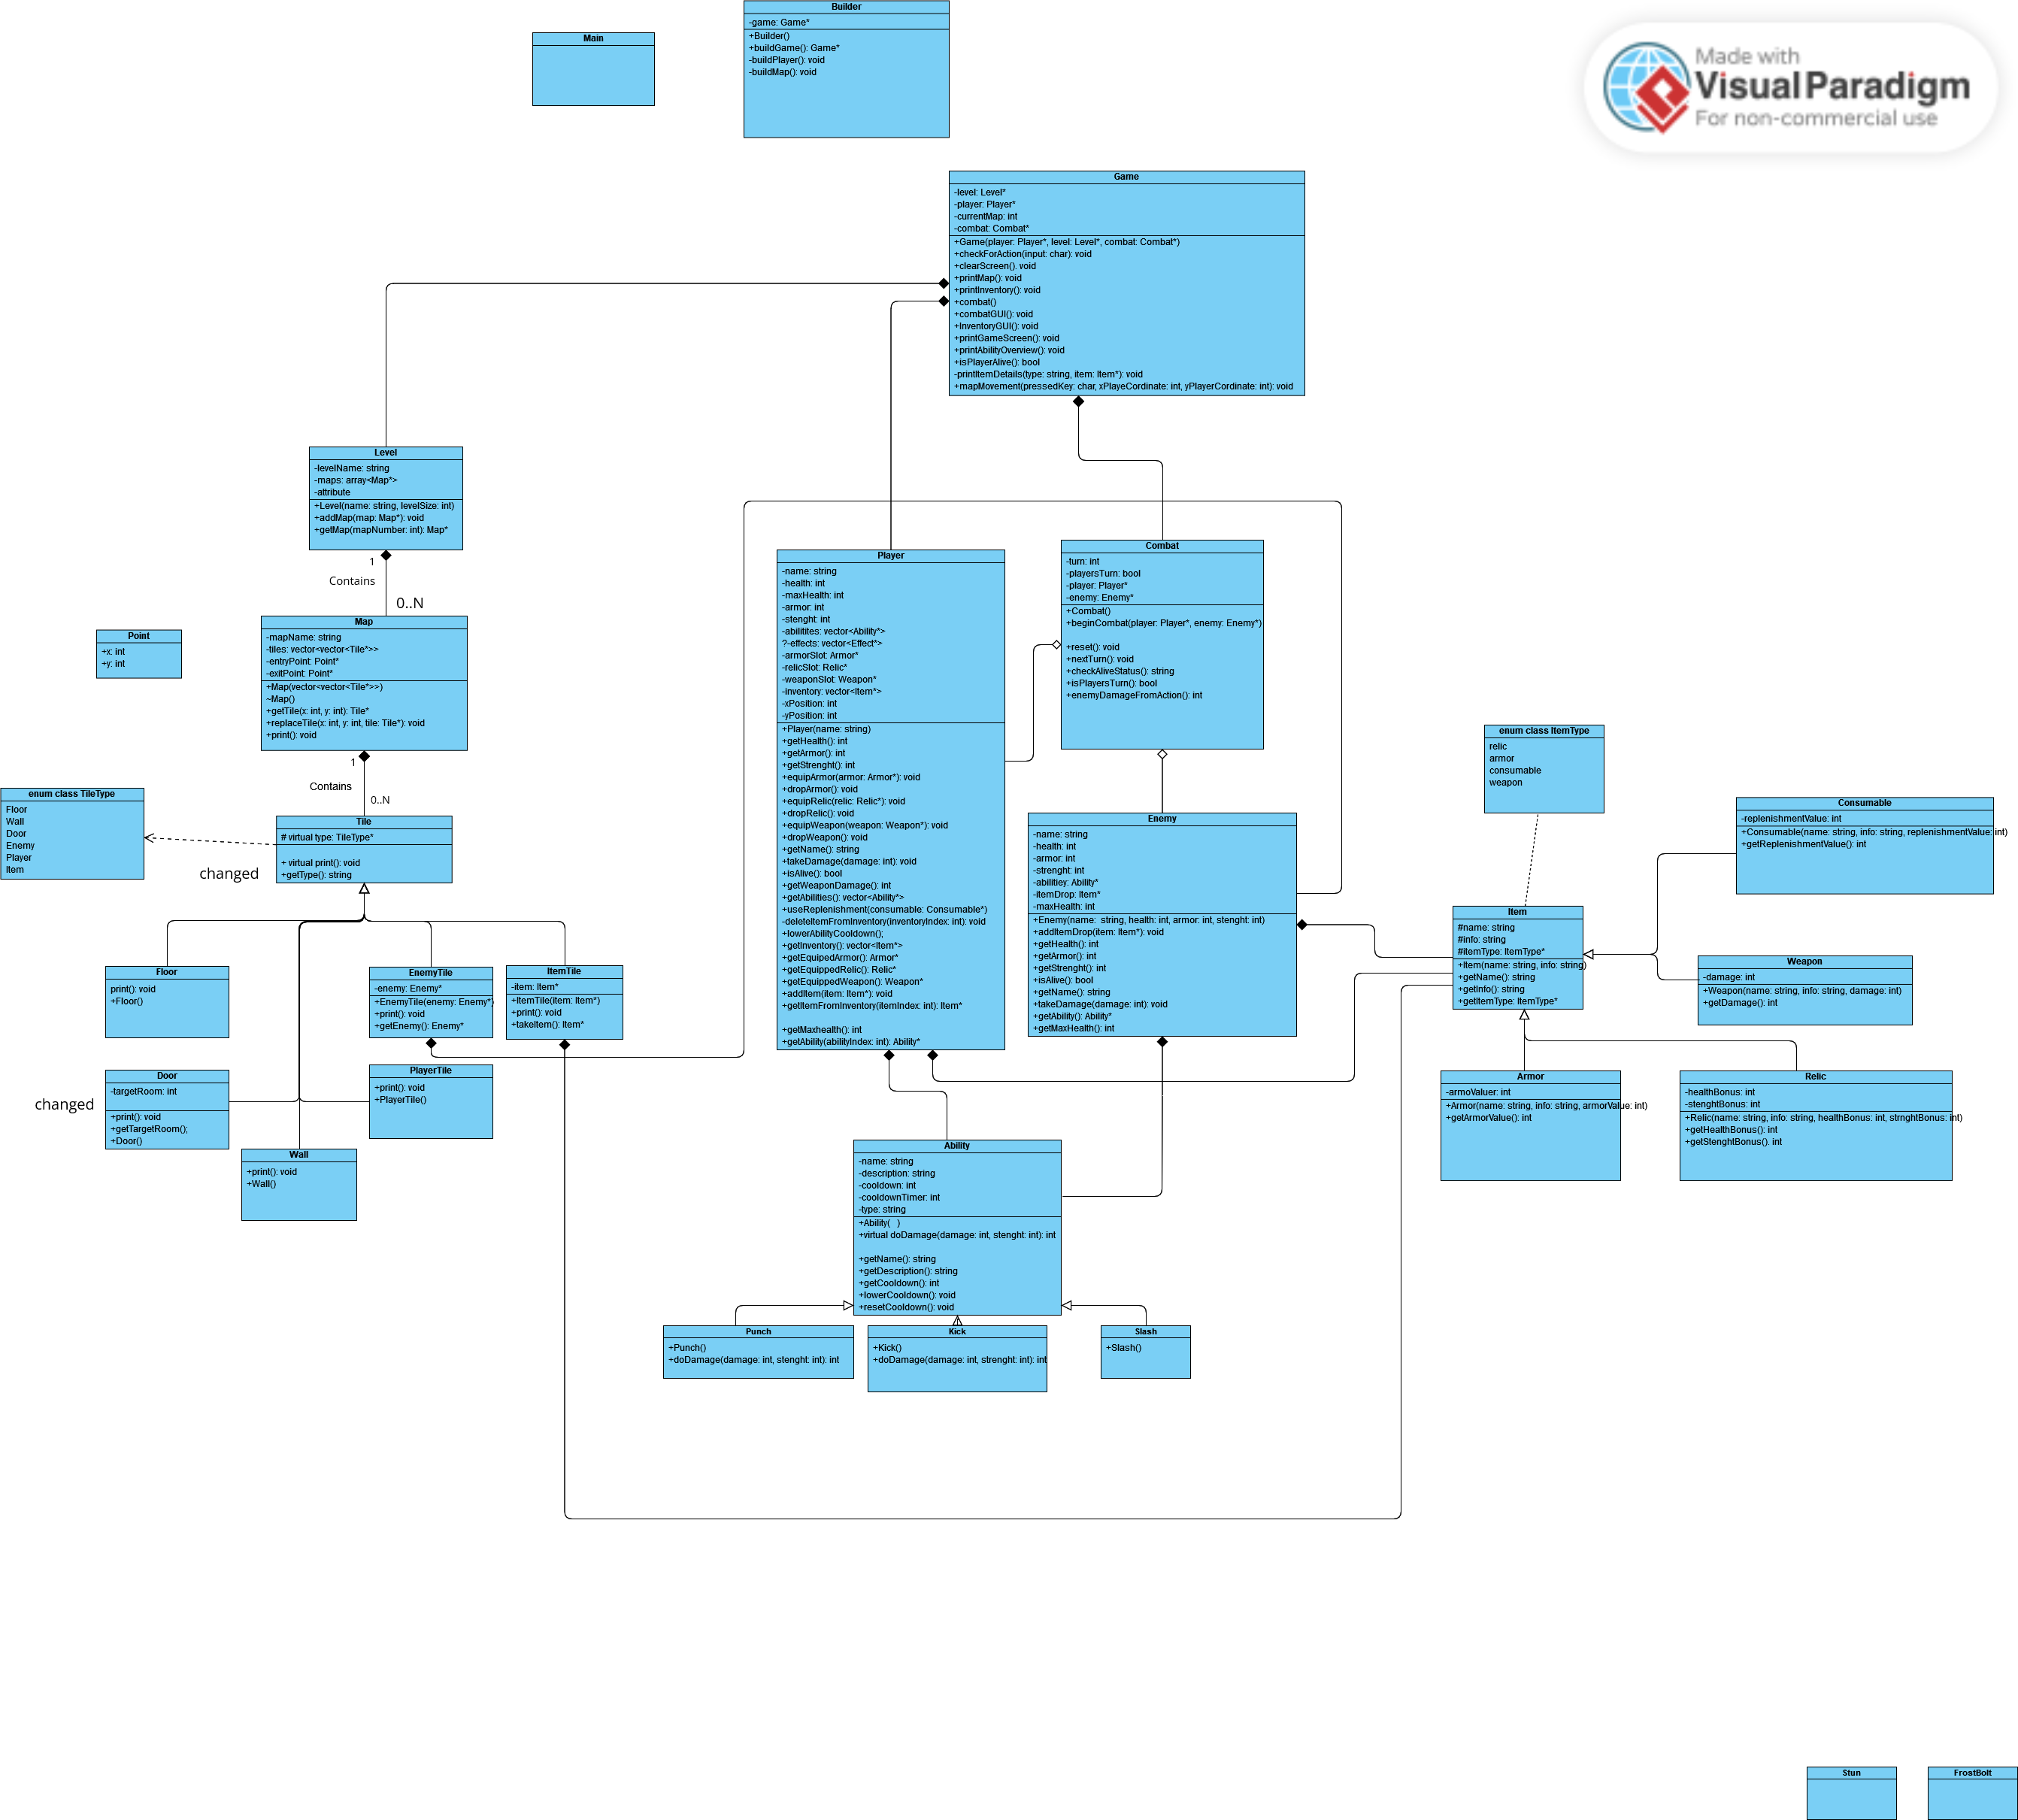 Builder
-game: Game*
+Builder()
+buildGame(): Game*
-buildPlayer(): void
-buildMap(): void
Main
Made with
Visual Paradigm
For non-commercial use
Game
-level: Level*
-player: Player*
-currentMap: int
-combat: Combat*
+Game(player: Player*, level: Level*, combat: Combat*)
+checkForAction(input: char): void
+clearScreen(). void
+printMap(): void
+printInventory(): void
+combat()
+combatGUI(): void
+InventoryGUI(): void
+printGameScreen(): void
+printAbilityOverview(): void
+isPlayerAlive(): bool
-printItemDetails(type: string, item: Item*): void
+mapMovement(pressedKey: char, xPlayeCordinate: int, yPlayerCordinate: int): void
Level
-levelName: string
-maps: array<Map*>
-attribute
+Level(name: string, levelSize: int)
+addMap(map: Map*): void
+getMap(mapNumber: int): Map*
1
Contains
0..N
Map
-mapName: string
-tiles: vector<vector<Tile*>>
-entryPoint: Point*
-exitPoint: Point*
+Map(vector<vector<Tile*>>)
~Map()
+getTile(x: int, y: int): Tile*
+replaceTile(x: int, y: int, tile: Tile*): void
+print(): void
Point
+x: int
+y: int
1
Contains
0..N
enum class TileType
Floor
Wall
Door
Enemy
Player
Item
Tile
# virtual type: TileType*
+ virtual print(): void
+getType(): string
changed
Floor
print(): void
+Floor()
EnemyTile
-enemy: Enemy*
+EnemyTile(enemy: Enemy*)
+print(): void
+getEnemy(): Enemy*
ItemTile
-item: Item*
+ItemTile(item: Item*)
+print(): void
+takeItem(): Item*
Door
-targetRoom: int
+print(): void
+getTargetRoom();
+Door()
changed
PlayerTile
+print(): void
+PlayerTile()
Wall
+print(): void
+Wall()
Player
-name: string
-health: int
-maxHealth: int
-armor: int
-stenght: int
-abilitites: vector<Ability*>
?-effects: vector<Effect*>
-armorSlot: Armor*
-relicSlot: Relic*
-weaponSlot: Weapon*
-inventory: vector<Item*>
-xPosition: int
-yPosition: int
+Player(name: string)
+getHealth(): int
+getArmor(): int
+getStrenght(): int
+equipArmor(armor: Armor*): void
+dropArmor(): void
+equipRelic(relic: Relic*): void
+dropRelic(): void
+equipWeapon(weapon: Weapon*): void
+dropWeapon(): void
+getName(): string
+takeDamage(damage: int): void
+isAlive(): bool
+getWeaponDamage(): int
+getAbilities(): vector<Ability*>
+useReplenishment(consumable: Consumable*)
-deleteItemFromInventory(inventoryIndex: int): void
+lowerAbilityCooldown();
+getInventory(): vector<Item*>
+getEquipedArmor(): Armor*
+getEquippedRelic(): Relic*
+getEquippedWeapon(): Weapon*
+addItem(item: Item*): void
+getItemFromInventory(itemIndex: int): Item*
+getMaxhealth(): int
+getAbility(abilityIndex: int): Ability*
Combat
-turn: int
-playersTurn: bool
-player: Player*
-enemy: Enemy*
+Combat()
+beginCombat(player: Player*, enemy: Enemy*)
+reset(): void
+nextTurn(): void
+checkAliveStatus(): string
+isPlayersTurn(): bool
+enemyDamageFromAction(): int
Enemy
-name: string
-health: int
-armor: int
-strenght: int
-abilitiey: Ability*
-itemDrop: Item*
-maxHealth: int
+Enemy(name:  string, health: int, armor: int, stenght: int)
+addItemDrop(item: Item*): void
+getHealth(): int
+getArmor(): int
+getStrenght(): int
+isAlive(): bool
+getName(): string
+takeDamage(damage: int): void
+getAbility(): Ability*
+getMaxHealth(): int
enum class ItemType
relic
armor
consumable
weapon
Item
#name: string
#info: string
#itemType: ItemType*
+Item(name: string, info: string)
+getName(): string
+getInfo(): string
+getItemType: ItemType*
Consumable
-replenishmentValue: int
+Consumable(name: string, info: string, replenishmentValue: int)
+getReplenishmentValue(): int
Weapon
-damage: int
+Weapon(name: string, info: string, damage: int)
+getDamage(): int
Armor
-armoValuer: int
+Armor(name: string, info: string, armorValue: int)
+getArmorValue(): int
Relic
-healthBonus: int
-stenghtBonus: int
+Relic(name: string, info: string, healthBonus: int, strnghtBonus: int)
+getHealthBonus(): int
+getStenghtBonus(). int
Ability
-name: string
-description: string
-cooldown: int
-cooldownTimer: int
-type: string
+Ability(   )
+virtual doDamage(damage: int, stenght: int): int
+getName(): string
+getDescription(): string
+getCooldown(): int
+lowerCooldown(): void
+resetCooldown(): void
Punch
+Punch()
+doDamage(damage: int, stenght: int): int
Kick
+Kick()
+doDamage(damage: int, strenght: int): int
Slash
+Slash()
Stun
FrostBolt